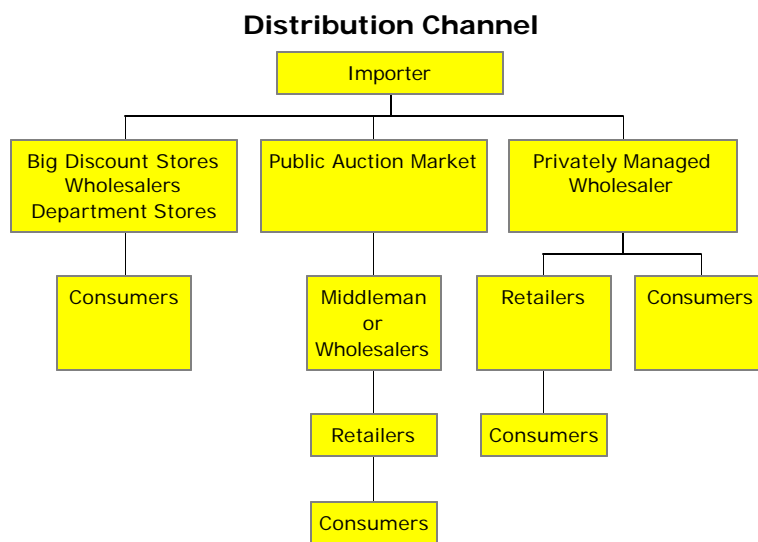 Distribution Channel
Importer
Big Discount Stores
Wholesalers
Department Stores
Public Auction Market
Privately Managed
Wholesaler
Consumers
Middleman
or
Wholesalers
Retailers
Consumers
Retailers
Consumers
Consumers